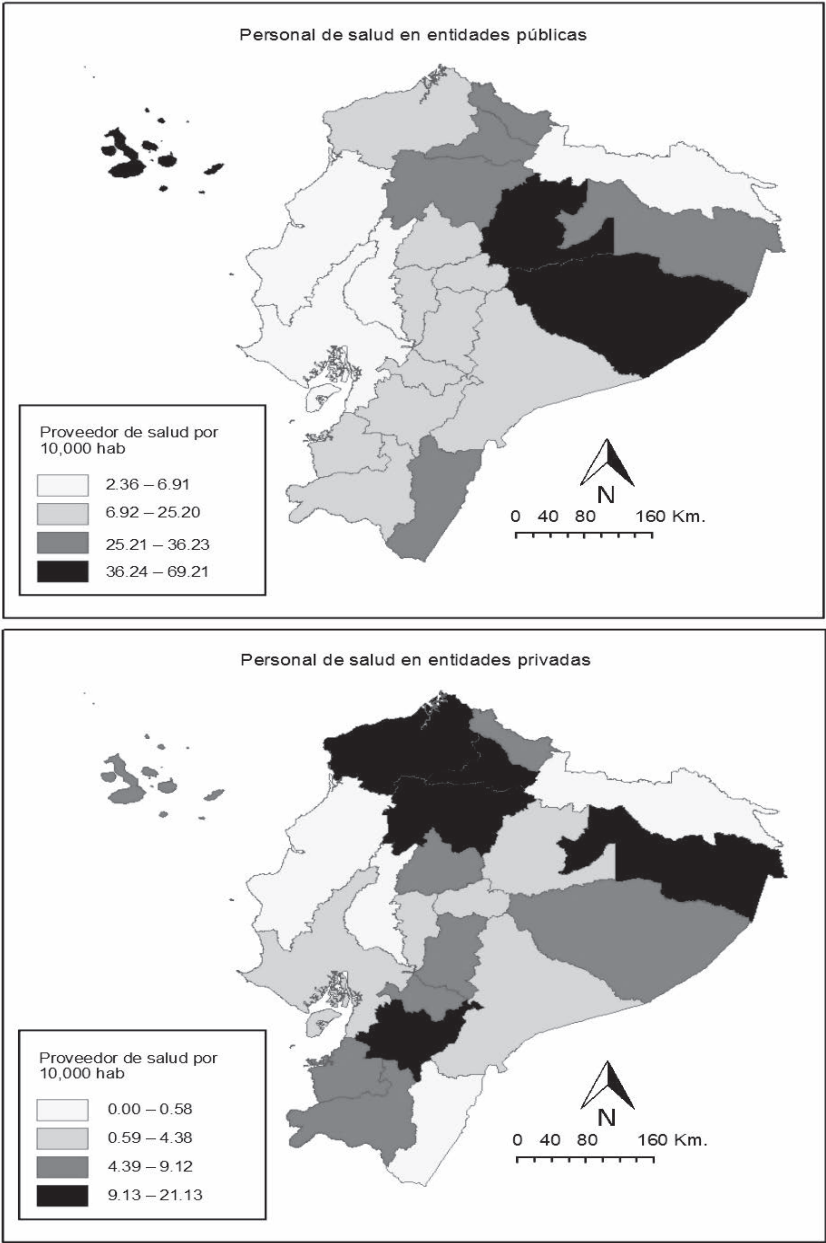 Personal de salud en entidades públicas
Proveedor de salud por
10,000 hab
2.36 – 6.91
6.92 – 25.20
25.21 – 36.23
36.24 – 69.21
N
0 40 80 160 Km.
Personal de salud en entidades privadas
Proveedor de salud por
10,000 hab
0.00 – 0.58
0.59 – 4.38
4.39 – 9.12
9.13 – 21.13
N
0 40 80 160 Km.